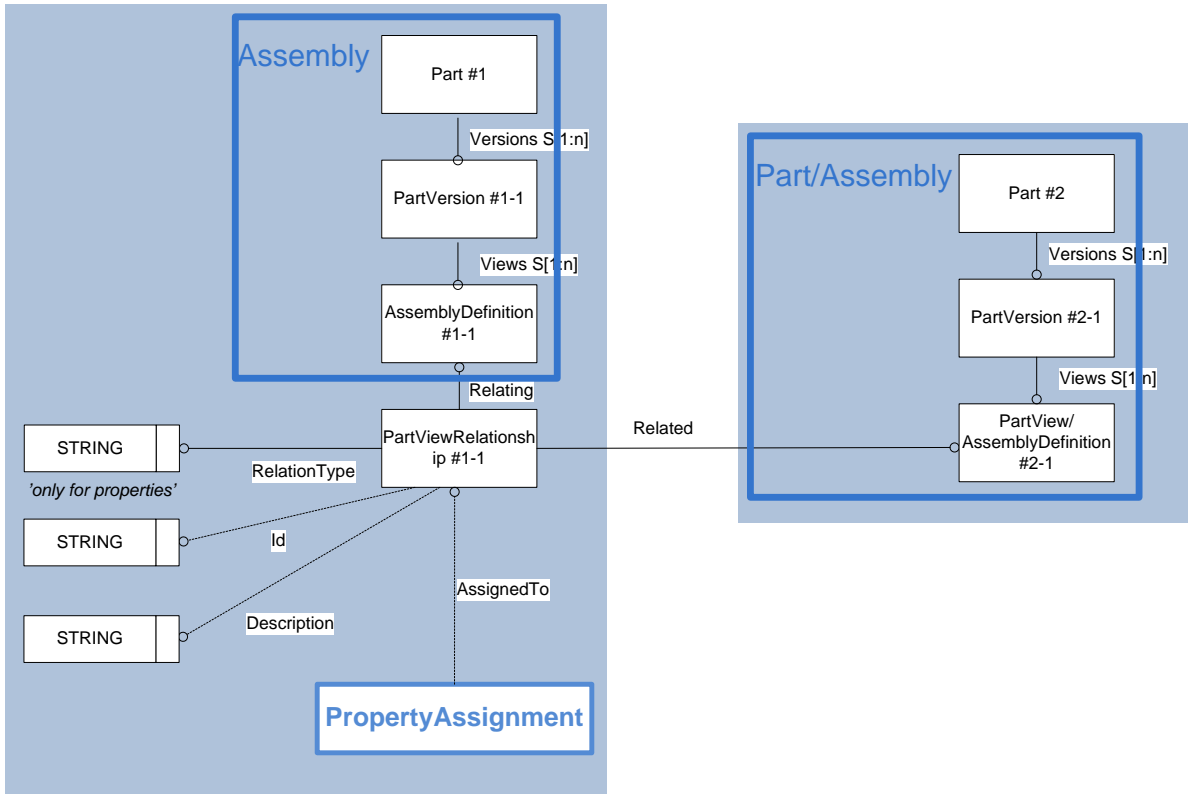 Assembly
Part #1
Versions S[1:n]
PartVersion #1-1
Views S[1:n]
AssemblyDefinition
#1-1
Relating
PartViewRelationsh
ip #1-1
Related
Part/Assembly
Part #2
Versions S[1:n]
PartVersion #2-1
Views S[1:n]
PartView/
AssemblyDefinition
#2-1
STRING
RelationType
'only for properties'
STRING
Id
STRING
Description
AssignedTo
PropertyAssignment